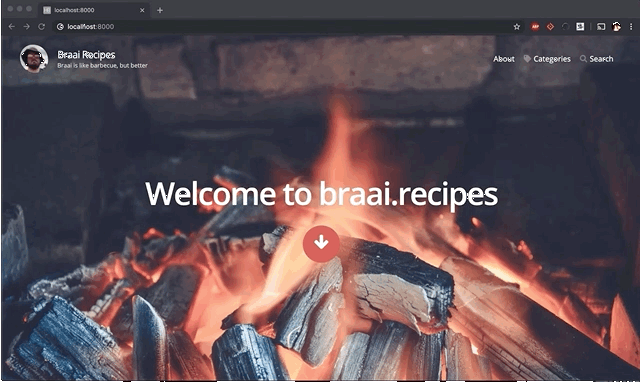 localhost:8000
localhost:8000
ABP
Braai Recipes
Braai is like barbecue, but better
About
Categories
Search
Welcome to braai.recipes